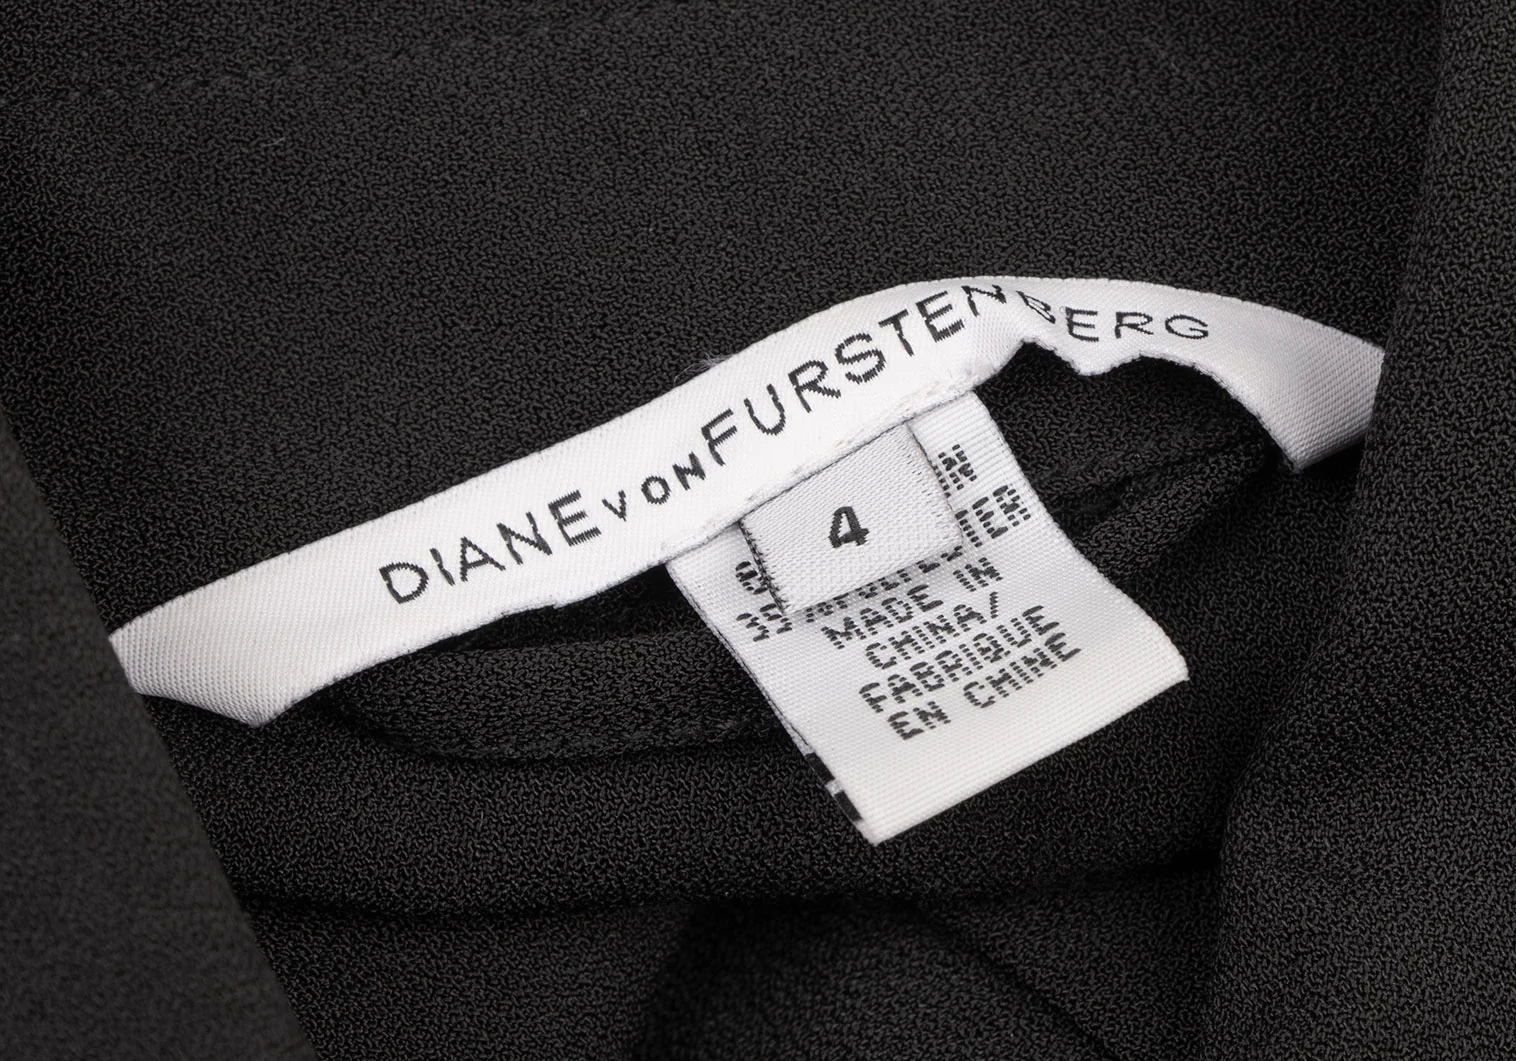 DIANE VON FURSTENBERG
4
MADE IN
CHINA/
FABRIQUE
EN CHINE